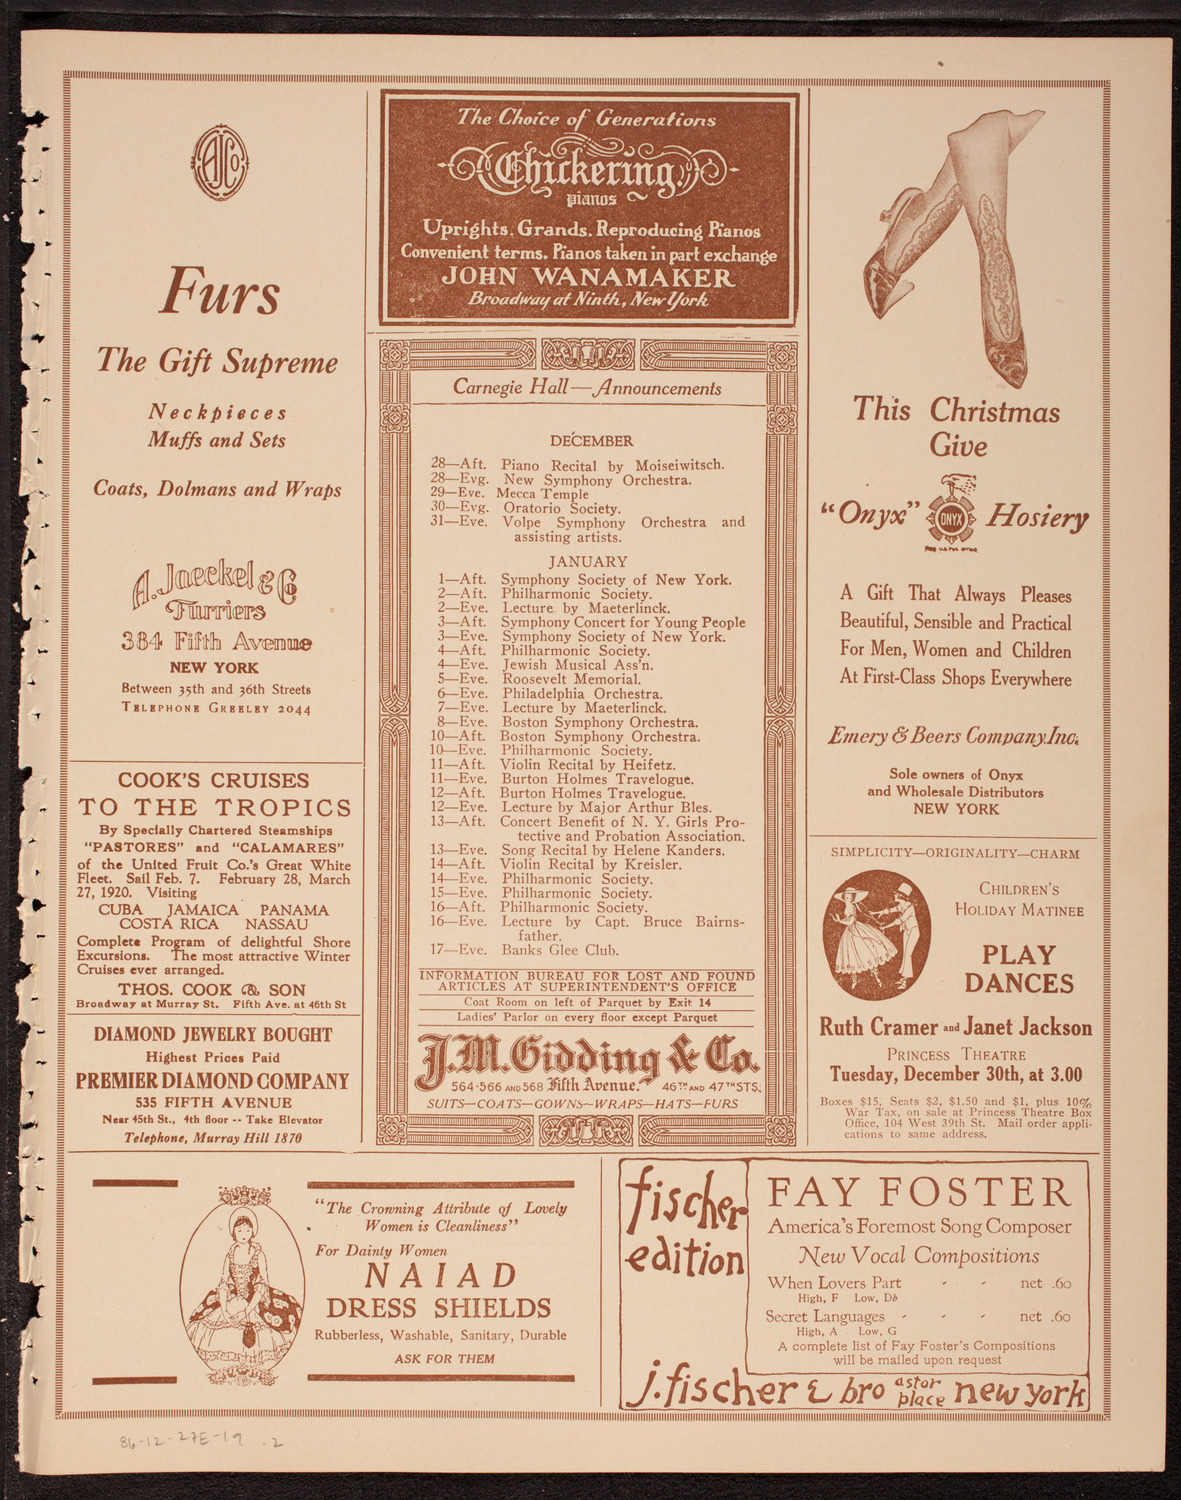 AJCo
Furs
The Gift Supreme
Neckpieces
Muffs and Sets
Coats, Dolmans and Wraps
A. Jaeckel & Co
Furriers
384 Fifth Avenue
NEW YORK
Between 35th and 36th Streets
TELEPHONE GREELEY 2044
COOK'S CRUISES
TO THE TROPICS
By Specially Chartered Steamships
"PASTORES" and "CALAMARES"
of the United Fruit Co.'s Great White
Fleet. Sail Feb. 7. February 28, March
27, 1920. Visiting
CUBA JAMAICA PANAMA
COSTA RICA NASSAU
Complete Program of delightful Shore
Excursions. The most attractive Winter
Cruises ever arranged.
THOS. COOK & SON
Broadway at Murray St. Fifth Ave. at 46th St
DIAMOND JEWELRY BOUGHT
Highest Prices Paid
PREMIER DIAMOND COMPANY
535 FIFTH AVENUE
Near 45th St., 4th floor -- Take Elevator
Telephone, Murray Hill 1870
The Choice of Generations
Chickering
pianos
Uprights. Grands. Reproducing Pianos
Convenient terms. Pianos taken in part exchange
JOHN WANAMAKER
Broadway at Ninth, New York
Carnegie Hall—Announcements
DECEMBER
28—Aft. Piano Recital by Moiseiwitsch.
28—Evg. New Symphony Orchestra.
29—Eve. Mecca Temple
30—Evg. Oratorio Society.
31—Eve. Volpe Symphony Orchestra and
assisting artists.
JANUARY
1—Aft. Symphony Society of New York.
2—Aft. Philharmonic Society.
2—Eve. Lecture by Maeterlinck.
3—Aft. Symphony Concert for Young People
3—Eve. Symphony Society of New York.
4—Aft. Philharmonic Society.
4—Eve. Jewish Musical Ass'n.
5—Eve. Roosevelt Memorial.
6—Eve. Philadelphia Orchestra.
7—Eve. Lecture by Maeterlinck.
8—Eve. Boston Symphony Orchestra.
10—Aft. Boston Symphony Orchestra.
10—Eve. Philharmonic Society.
11—Aft. Violin Recital by Heifetz.
11—Eve. Burton Holmes Travelogue.
12—Aft. Burton Holmes Travelogue.
12—Eve. Lecture by Major Arthur Bles.
13—Aft. Concert Benefit of N. Y. Girls Pro-
tective and Probation Association.
13—Eve. Song Recital by Helene Kanders.
14—Aft. Violin Recital by Kreisler.
14—Eve. Philharmonic Society.
15—Eve. Philharmonic Society.
16—Aft. Philharmonic Society.
16—Eve. Lecture by Capt. Bruce Bairns-
father.
17—Eve. Banks Glee Club.
INFORMATION BUREAU FOR LOST AND FOUND
ARTICLES AT SUPERINTENDENT'S OFFICE
Coat Room on left of Parquet by Exit 14
Ladies' Parlor on every floor except Parquet
J.M. Gidding & Co.
564-566 AND 568 Fifth Avenue. 46TH AND 47TH STS.
SUITS—COATS—GOWNS—WRAPS—HATS—FURS
This Christmas
Give
"Onyx" ONYX Hosiery
REG U.S. PAT. OFFICE
A Gift That Always Pleases
Beautiful, Sensible and Practical
For Men, Women and Children
At First-Class Shops Everywhere
Emery & Beers Company. Inc.
Sole owners of Onyx
and Wholesale Distributors
NEW YORK
SIMPLICITY—ORIGINALITY—CHARM
CHILDREN'S
HOLIDAY MATINEE
PLAY
DANCES
Ruth Cramer and Janet Jackson
PRINCESS THEATRE
Tuesday, December 30th, at 3.00
Boxes $15, Seats $2, $1.50 and $1, plus 10%
War Tax, on sale at Princess Theatre Box
Office, 104 West 39th St. Mail order appli-
cations to same address.
"The Crowning Attribute of Lovely
Women is Cleanliness"
For Dainty Women
NAIAD
DRESS SHIELDS
Rubberless, Washable, Sanitary, Durable
ASK FOR THEM
fischer
edition
FAY FOSTER
America's Foremost Song Composer
New Vocal Compositions
When Lovers Part - - net .60
High, F Low, Db
Secret Languages - - - net .60
High, A Low, G
A complete list of Fay Foster's Compositions
will be mailed upon request
j. fischer & bro astor place new york
86-12-27E-19 .2